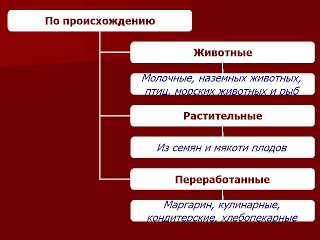 По происхождению
Животные
Молочные, наземных животных,
птиц, морских животных и рыб
Растительные
Из семян и мякоти плодов
Переработанные
Маргарин, кулинарные,
кондитерские, хлебопекарные